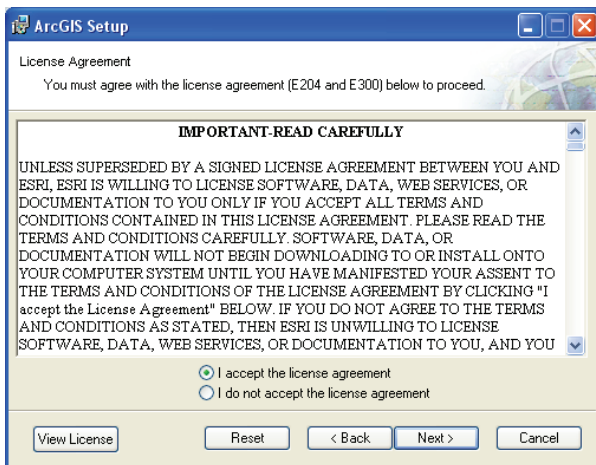 ArcGIS Setup
License Agreement
You must agree with the license agreement (E204 and E300) below to proceed.
IMPORTANT-READ CAREFULLY
UNLESS SUPERSEDED BY A SIGNED LICENSE AGREEMENT BETWEEN YOU AND
ESRI, ESRI IS WILLING TO LICENSE SOFTWARE, DATA, WEB SERVICES, OR
DOCUMENTATION TO YOU ONLY IF YOU ACCEPT ALL TERMS AND
CONDITIONS CONTAINED IN THIS LICENSE AGREEMENT. PLEASE READ THE
TERMS AND CONDITIONS CAREFULLY. SOFTWARE, DATA, OR
DOCUMENTATION WILL NOT BEGIN DOWNLOADING TO OR INSTALL ONTO
YOUR COMPUTER SYSTEM UNTIL YOU HAVE MANIFESTED YOUR ASSENT TO
THE TERMS AND CONDITIONS OF THE LICENSE AGREEMENT BY CLICKING "I
accept the License Agreement" BELOW. IF YOU DO NOT AGREE TO THE TERMS
AND CONDITIONS AS STATED, THEN ESRI IS UNWILLING TO LICENSE
SOFTWARE, DATA, WEB SERVICES, OR DOCUMENTATION TO YOU, AND YOU
I accept the license agreement
I do not accept the license agreement
View License Reset < Back Next > Cancel